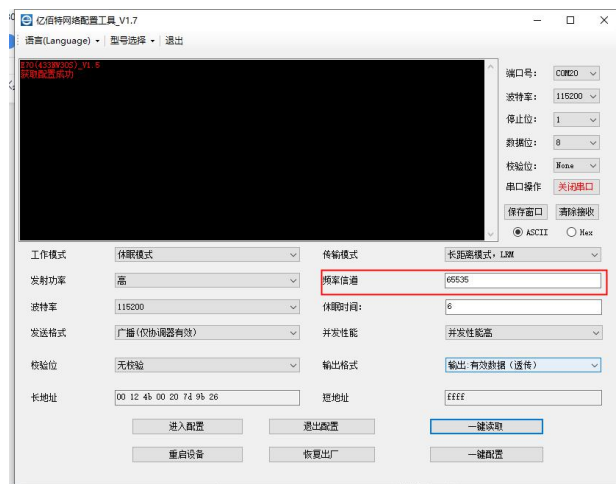 亿佰特网络配置工具_V1.7
语言(Language) 型号选择 退出
E70(433NW30S)_V1.5
获取配置成功
端口号: COM20
波特率: 115200
停止位: 1
数据位: 8
校验位: None
串口操作 关闭串口
保存窗口 清除接收
ASCII Hex
工作模式 休眠模式 传输模式 长距离模式，LRM
发射功率 高 频率信道 65535
波特率 115200 休眠时间: 6
发送格式 广播(仅协调器有效) 并发性能 并发性能高
校验位 无校验 输出格式 输出:有效数据（透传）
长地址 00 12 4b 00 20 7d 9b 26 短地址 ffff
进入配置 退出配置 一键读取
重启设备 恢复出厂 一键配置